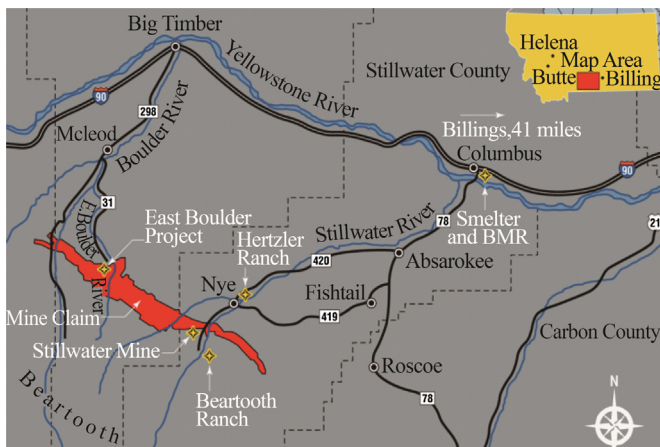 Big Timber
Yellowstone River
Stillwater County
Helena
Map Area
Butte
Billing
90
298
Mcleod
Boulder River
Billings,41 miles
Columbus
90
31
E.Boulder
River
East Boulder
Project
Hertzler
Ranch
Stillwater River
78
Smelter
and BMR
21
420
Absarokee
Nye
Fishtail
Mine Claim
419
Stillwater Mine
Carbon County
Roscoe
Beartooth
Beartooth
Ranch
78
N